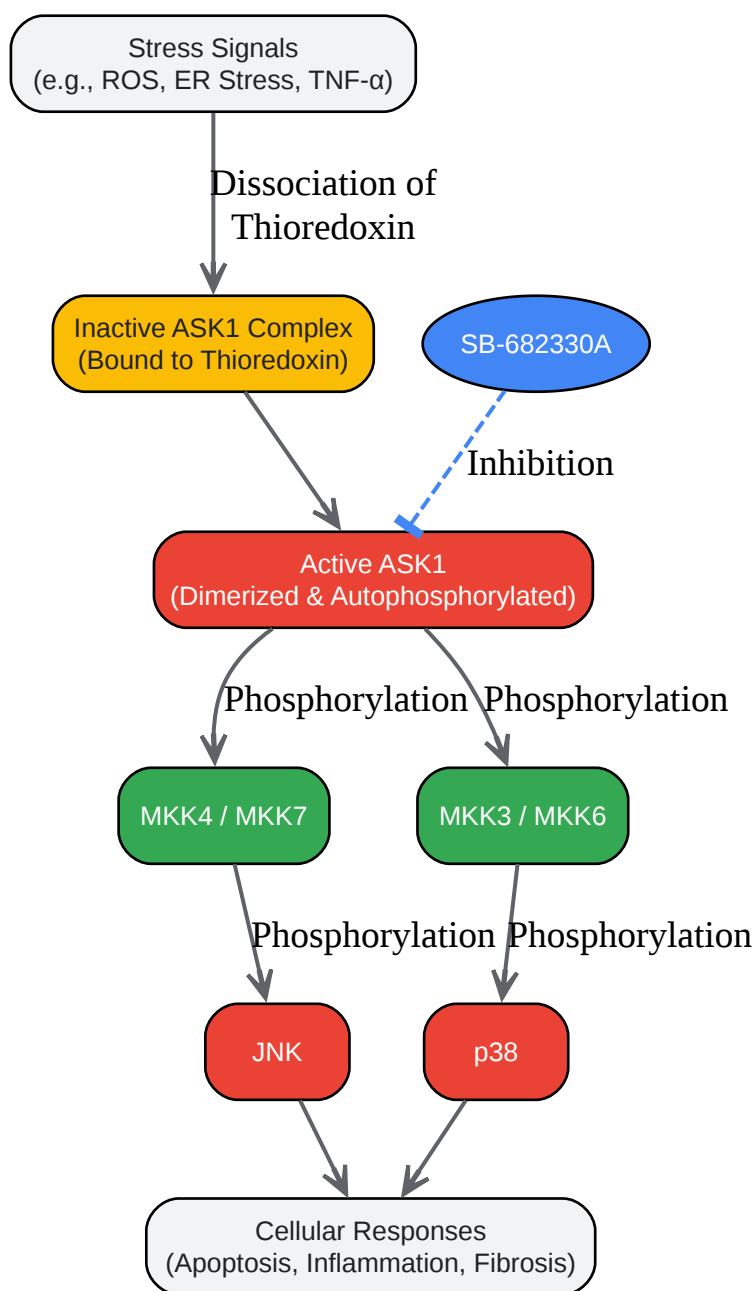 Stress Signals
(e.g., ROS, ER Stress, TNF-α)
Dissociation of
Thioredoxin
Inactive ASK1 Complex
(Bound to Thioredoxin)
SB-682330A
Inhibition
Active ASK1
(Dimerized & Autophosphorylated)
Phosphorylation
Phosphorylation
MKK4 / MKK7
MKK3 / MKK6
Phosphorylation
Phosphorylation
JNK
p38
Cellular Responses
(Apoptosis, Inflammation, Fibrosis)